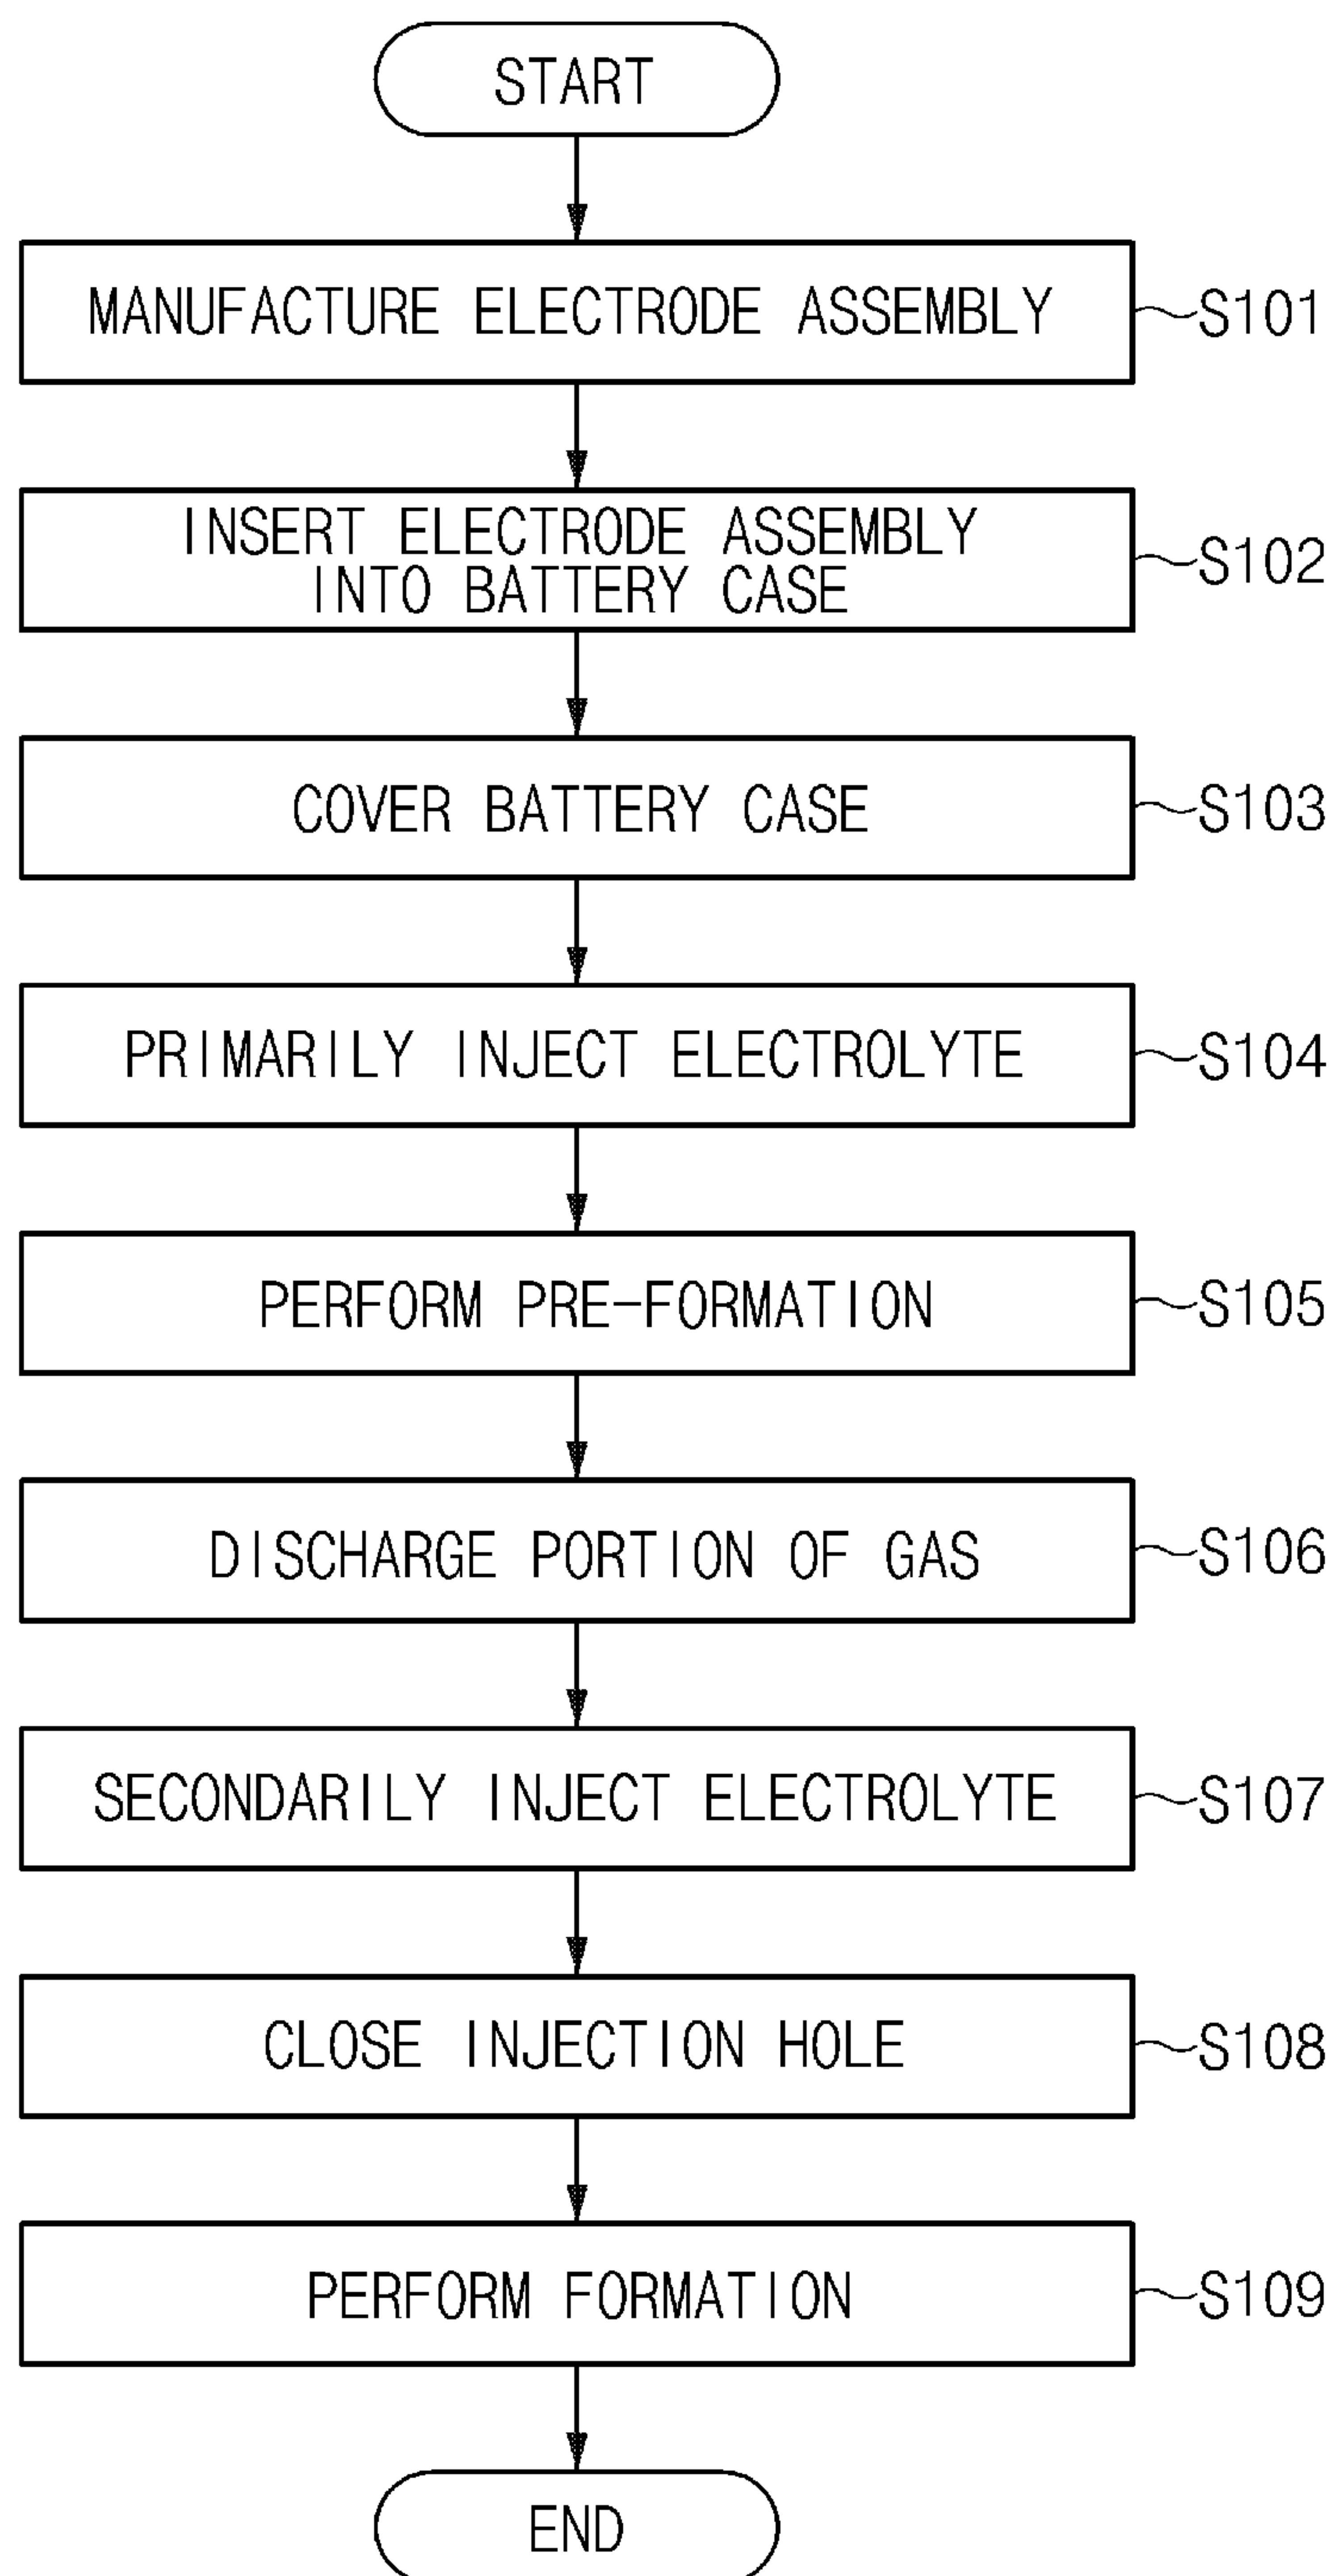 START
MANUFACTURE ELECTRODE ASSEMBLY
S101
INSERT ELECTRODE ASSEMBLY
INTO BATTERY CASE
S102
COVER BATTERY CASE
S103
PRIMARILY INJECT ELECTROLYTE
S104
PERFORM PRE-FORMATION
S105
DISCHARGE PORTION OF GAS
S106
SECONDARILY INJECT ELECTROLYTE
S107
CLOSE INJECTION HOLE
S108
PERFORM FORMATION
S109
END